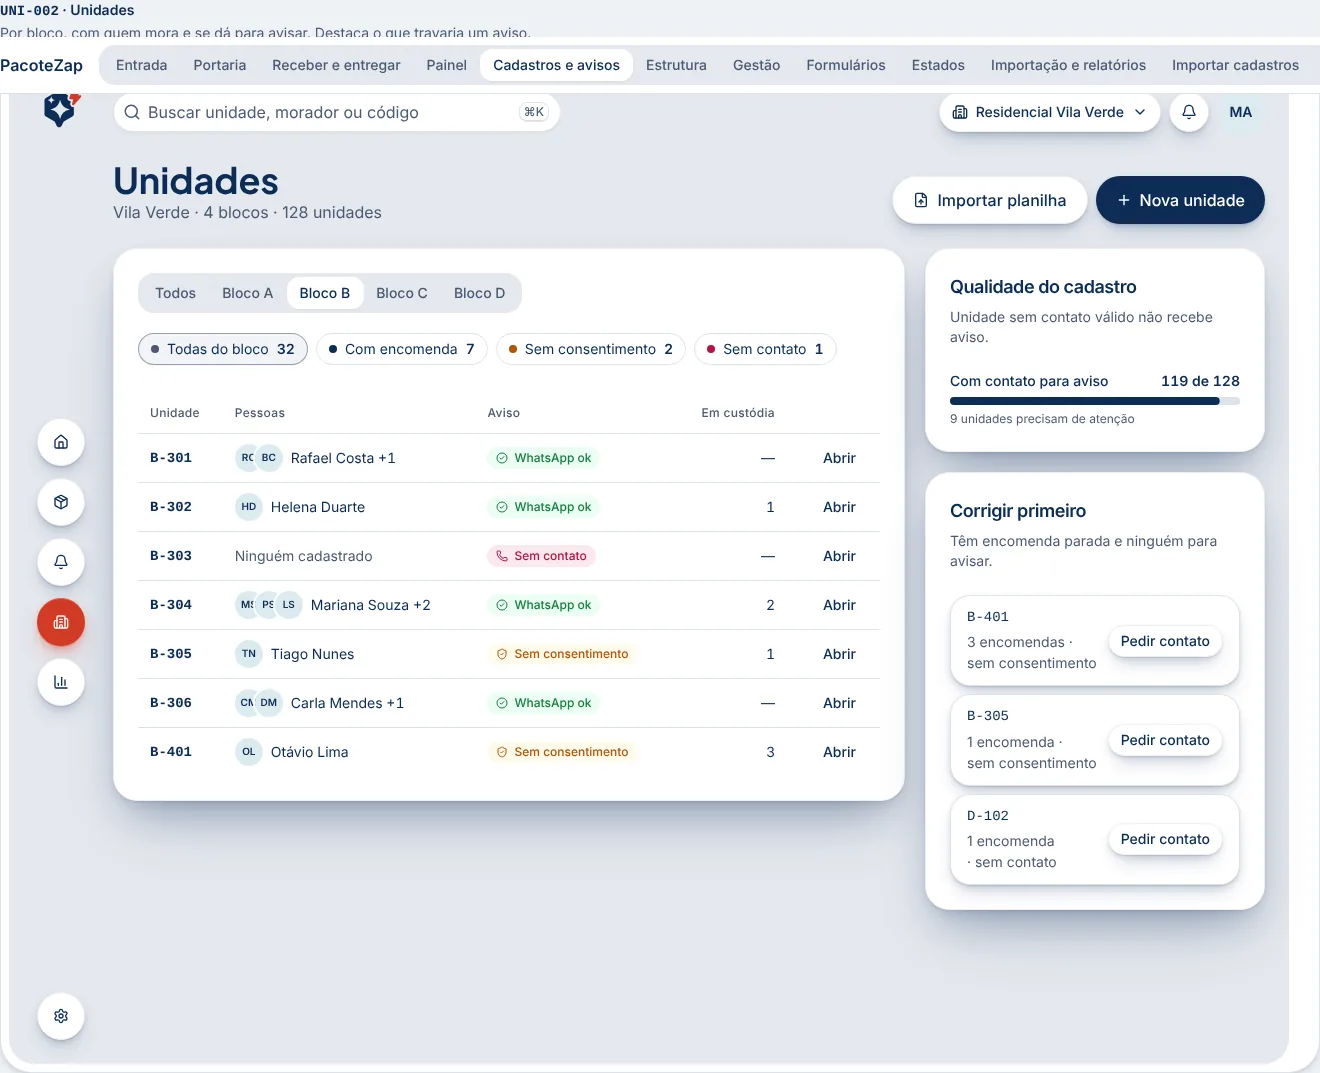 UNI-002 · Unidades
Por bloco, com quem mora e se dá para avisar. Destaca o que travaria um aviso.
PacoteZap
Entrada
Portaria
Receber e entregar
Painel
Cadastros e avisos
Estrutura
Gestão
Formulários
Estados
Importação e relatórios
Importar cadastros
Buscar unidade, morador ou código
⌘K
Residencial Vila Verde
MA
Unidades
Vila Verde · 4 blocos · 128 unidades
Importar planilha
+ Nova unidade
Todos
Bloco A
Bloco B
Bloco C
Bloco D
Todas do bloco 32
Com encomenda 7
Sem consentimento 2
Sem contato 1
Unidade Pessoas Aviso Em custódia
B-301 RC BC Rafael Costa +1 WhatsApp ok — Abrir
B-302 HD Helena Duarte WhatsApp ok 1 Abrir
B-303 Ninguém cadastrado Sem contato — Abrir
B-304 MS PS LS Mariana Souza +2 WhatsApp ok 2 Abrir
B-305 TN Tiago Nunes Sem consentimento 1 Abrir
B-306 CM DM Carla Mendes +1 WhatsApp ok — Abrir
B-401 OL Otávio Lima Sem consentimento 3 Abrir
Qualidade do cadastro
Unidade sem contato válido não recebe
aviso.
Com contato para aviso 119 de 128
9 unidades precisam de atenção
Corrigir primeiro
Têm encomenda parada e ninguém para
avisar.
B-401
3 encomendas ·
sem consentimento
Pedir contato
B-305
1 encomenda ·
sem consentimento
Pedir contato
D-102
1 encomenda
· sem contato
Pedir contato